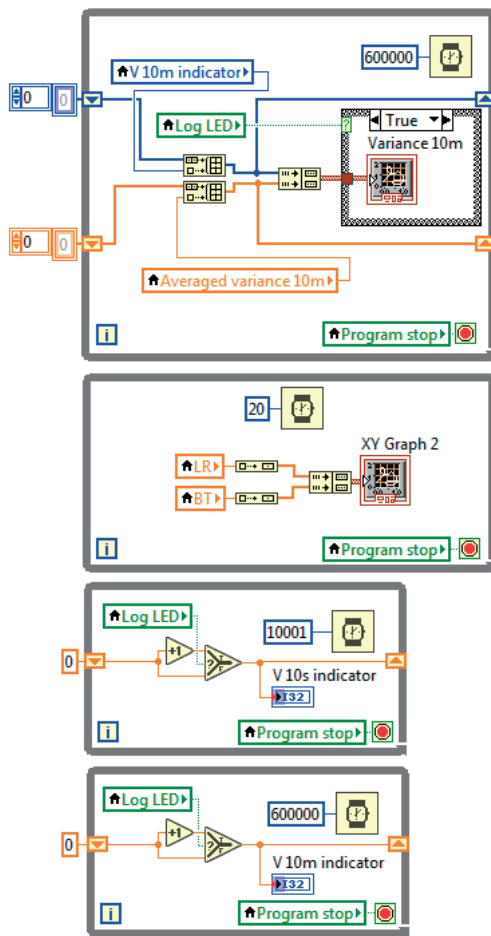 600000
V 10m indicator
0 0
Log LED
True
?
Variance 10m
0 0
Averaged variance 10m
i
Program stop
20
XY Graph 2
LR
BT
i
Program stop
Log LED
10001
0
+1
?
T
F
V 10s indicator
I32
i
Program stop
Log LED
600000
0
+1
?
T
F
V 10m indicator
I32
i
Program stop